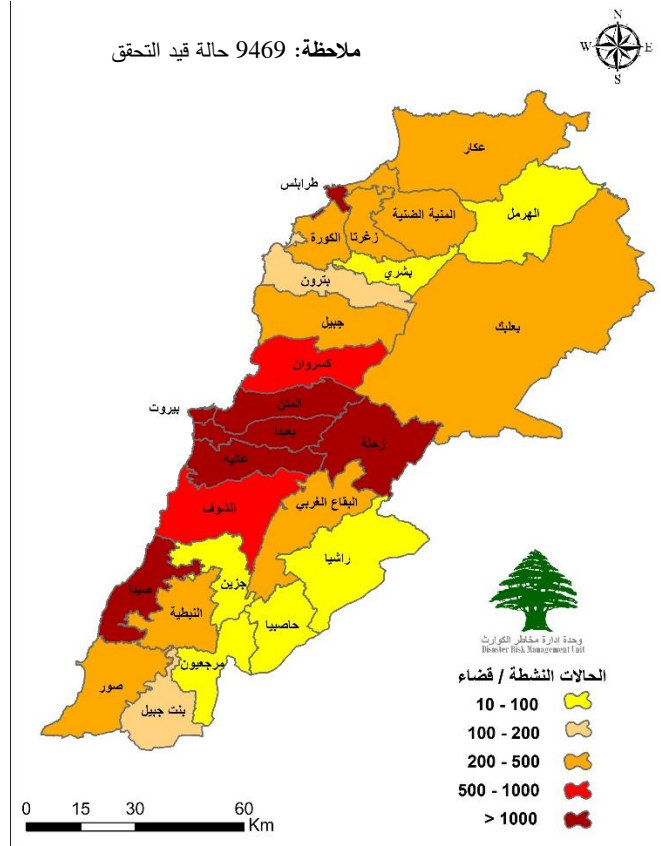 N
W E
S
ملاحظة: 9469 حالة قيد التحقق
عكار
طرابلس
الهرمل
المنية الضنية
زغرتا
الكورة
بشري
بترون
بعلبك
جبيل
كسروان
المتن
بيروت
بعبدا
زحلة
عاليه
البقاع الغربي
الشوف
راشيا
صيدا
جزين
النبطية
حاصبيا
مرجعيون
صور
بنت جبيل
وحدة إدارة مخاطر الكوارث
Disaster Risk Management Unit
الحالات النشطة / قضاء
10 - 100
100 - 200
200 - 500
500 - 1000
> 1000
0 15 30 60
Km